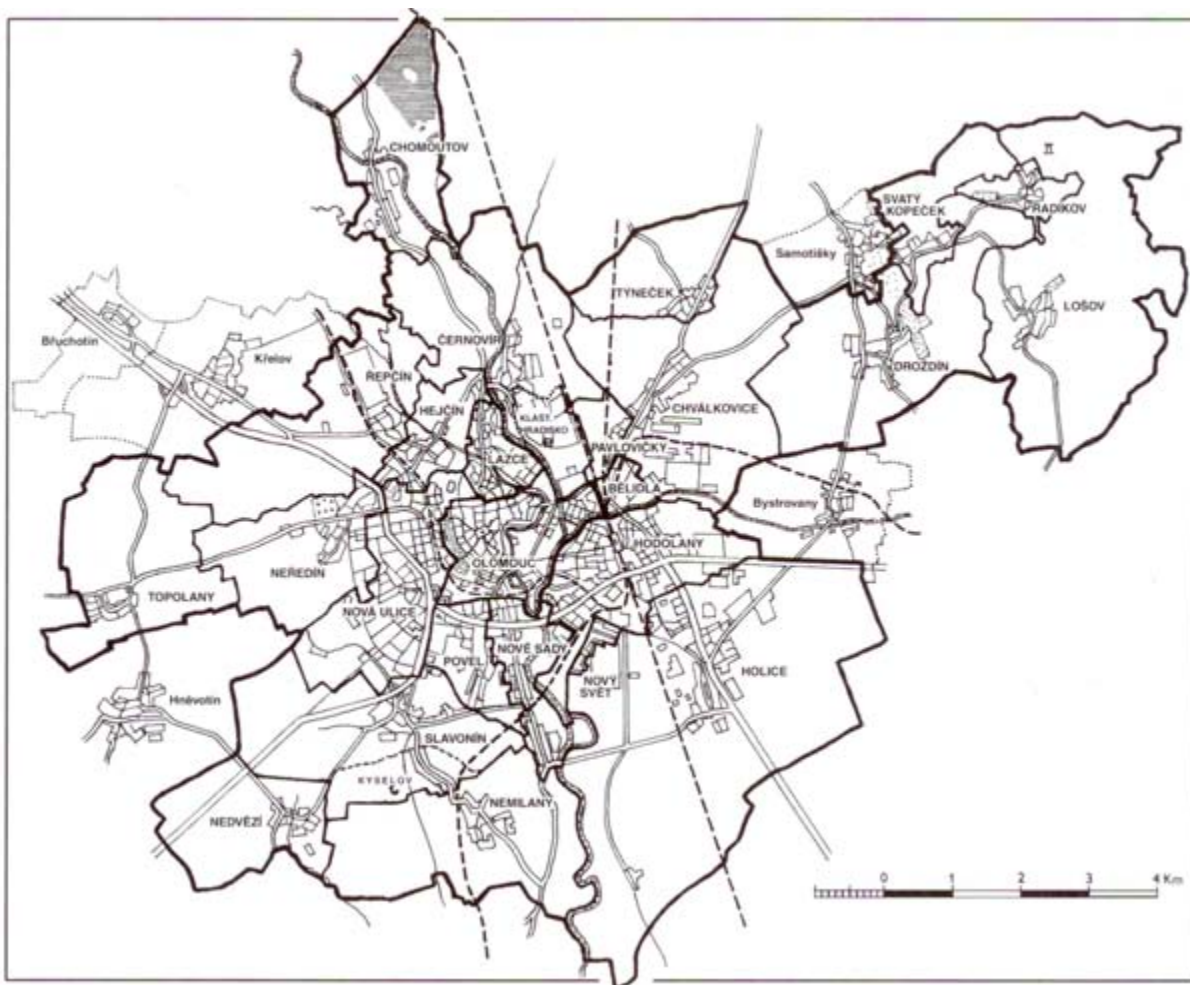 CHOMOUTOV
SVATÝ
KOPEČEK
RADÍKOV
Samotišky
TÝNEČEK
LOŠOV
Břuchotín
Křelov
ČERNOVÍR
ŘEPČÍN
DROŽDÍN
HEJČÍN
KLÁŠT.
HRADISKO
CHVÁLKOVICE
LAZCE
PAVLOVIČKY
BĚLIDLA
Bystrovany
HODOLANY
OLOMOUC
NEŘEDÍN
TOPOLANY
NOVÁ ULICE
NOVÉ SADY
POVEL
NOVÝ
SVĚT
HOLICE
Hněvotín
SLAVONÍN
KYSELOV
NEMILANY
NEDVĚZÍ
0 1 2 3 4 Km